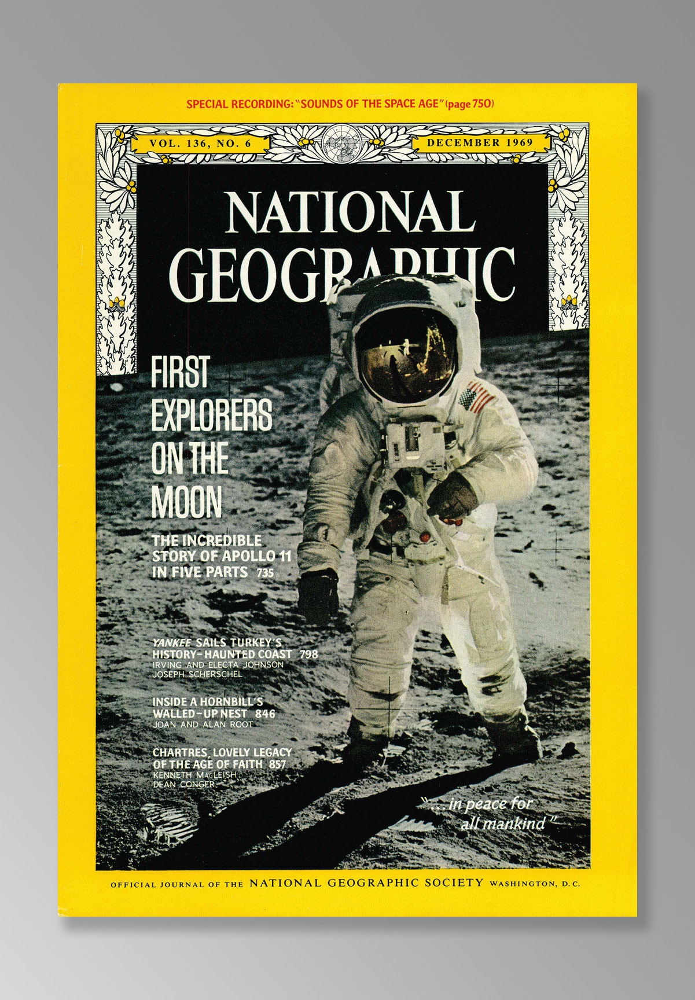 SPECIAL RECORDING: "SOUNDS OF THE SPACE AGE" (page 750)
VOL. 136, NO. 6
DECEMBER 1969
NATIONAL
GEOGRAPHIC
FIRST
EXPLORERS
ON THE
MOON
THE INCREDIBLE
STORY OF APOLLO 11
IN FIVE PARTS 735
YANKEE SAILS TURKEY'S
HISTORY-HAUNTED COAST 798
IRVING AND ELECTA JOHNSON
JOSEPH SCHERSCHEL
INSIDE A HORNBILL'S
WALLED-UP NEST 846
JOAN AND ALAN ROOT
CHARTRES, LOVELY LEGACY
OF THE AGE OF FAITH 857
KENNETH MACLEISH
DEAN CONGER
"...in peace for
all mankind"
OFFICIAL JOURNAL OF THE NATIONAL GEOGRAPHIC SOCIETY WASHINGTON, D.C.